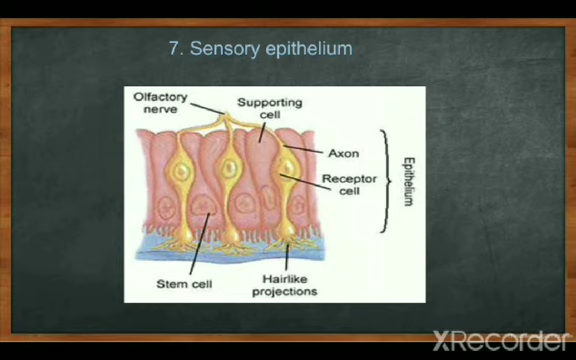 7. Sensory epithelium
Olfactory
nerve
Supporting
cell
Axon
Receptor
cell
Epithelium
Stem cell
Hairlike
projections
XRecorder